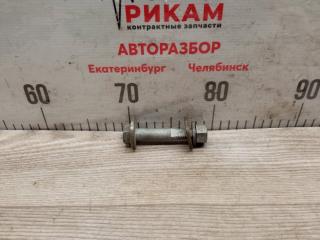 РИКАМ
контрактные запчасти
АВТОРАЗБОР
Екатеринбург Челябинск
60 70 80 90